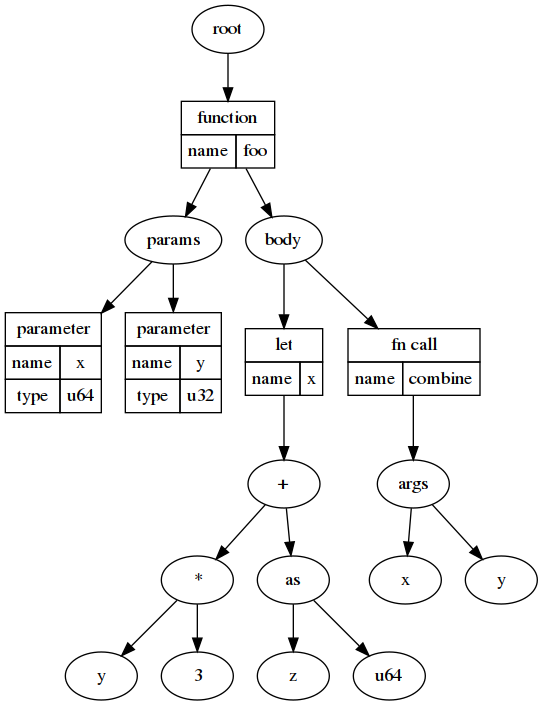 root
function
name foo
params body
parameter parameter let fn call
name x name y name x name combine
type u64 type u32
+ args
* as x y
y 3 z u64